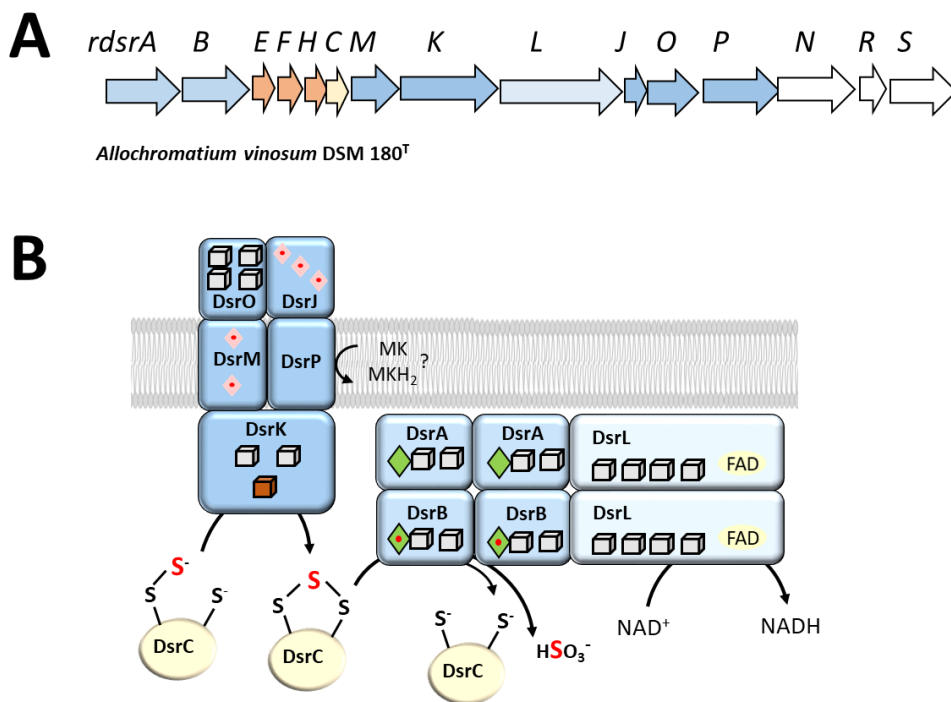 A
rdsrA B E F H C M K L J O P N R S
Allochromatium vinosum DSM 180ᵀ
B
DsrO DsrJ
DsrM DsrP
MK
MKH₂ ?
DsrK
DsrA DsrA DsrL
FAD
DsrB DsrB DsrL
FAD
S⁻
S S⁻
DsrC
S
S S
DsrC
S⁻ S⁻
DsrC
HSO₃⁻
NAD⁺ NADH